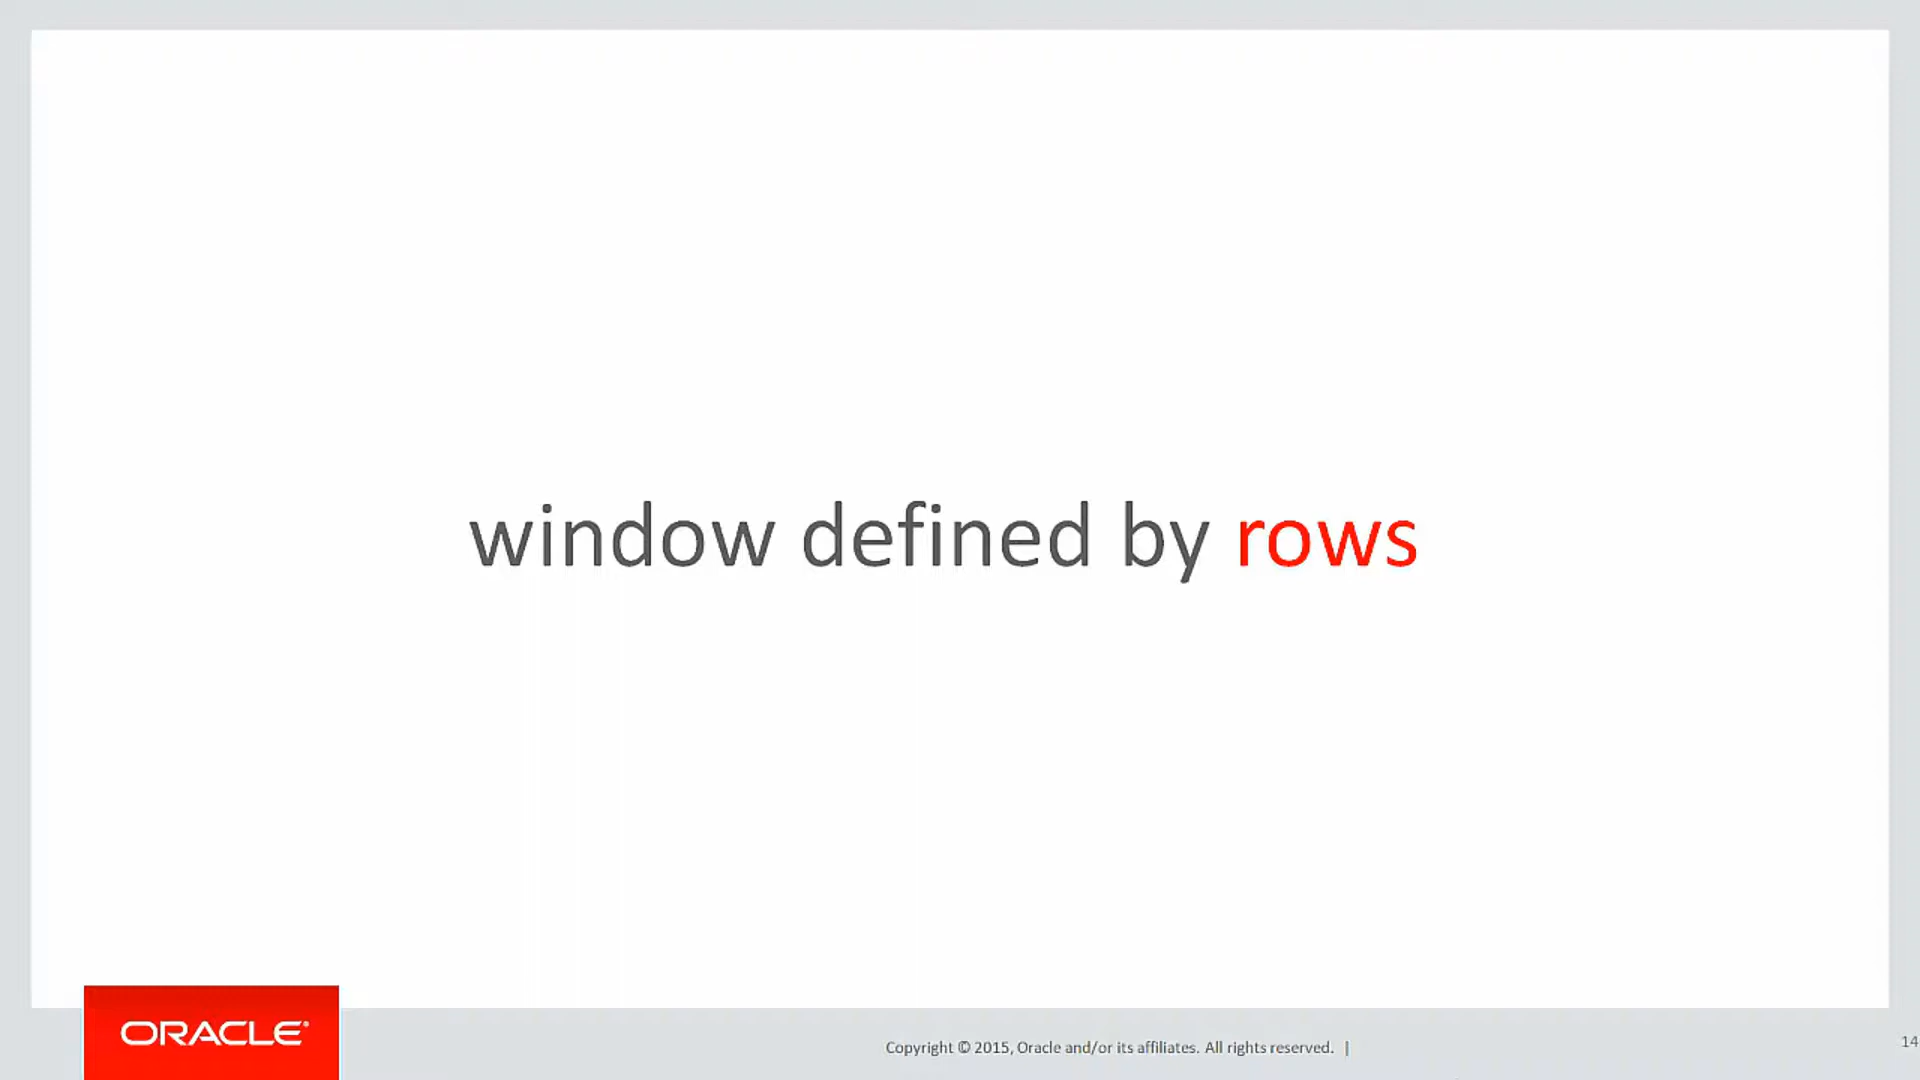 window defined by rows
ORACLE®
Copyright © 2015, Oracle and/or its affiliates. All rights reserved. |
14